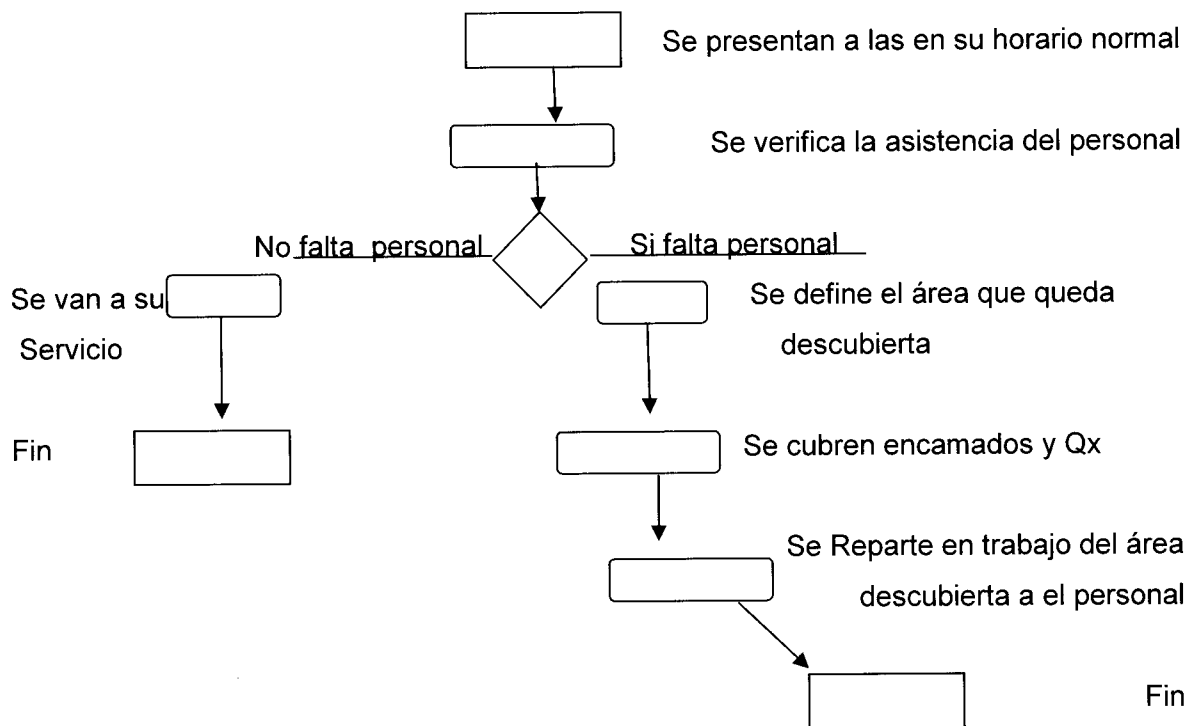 Se presentan a las en su horario normal
Se verifica la asistencia del personal
No falta personal
Si falta personal
Se van a su
Servicio
Se define el área que queda
descubierta
Fin
Se cubren encamados y Qx
Se Reparte en trabajo del área
descubierta a el personal
Fin